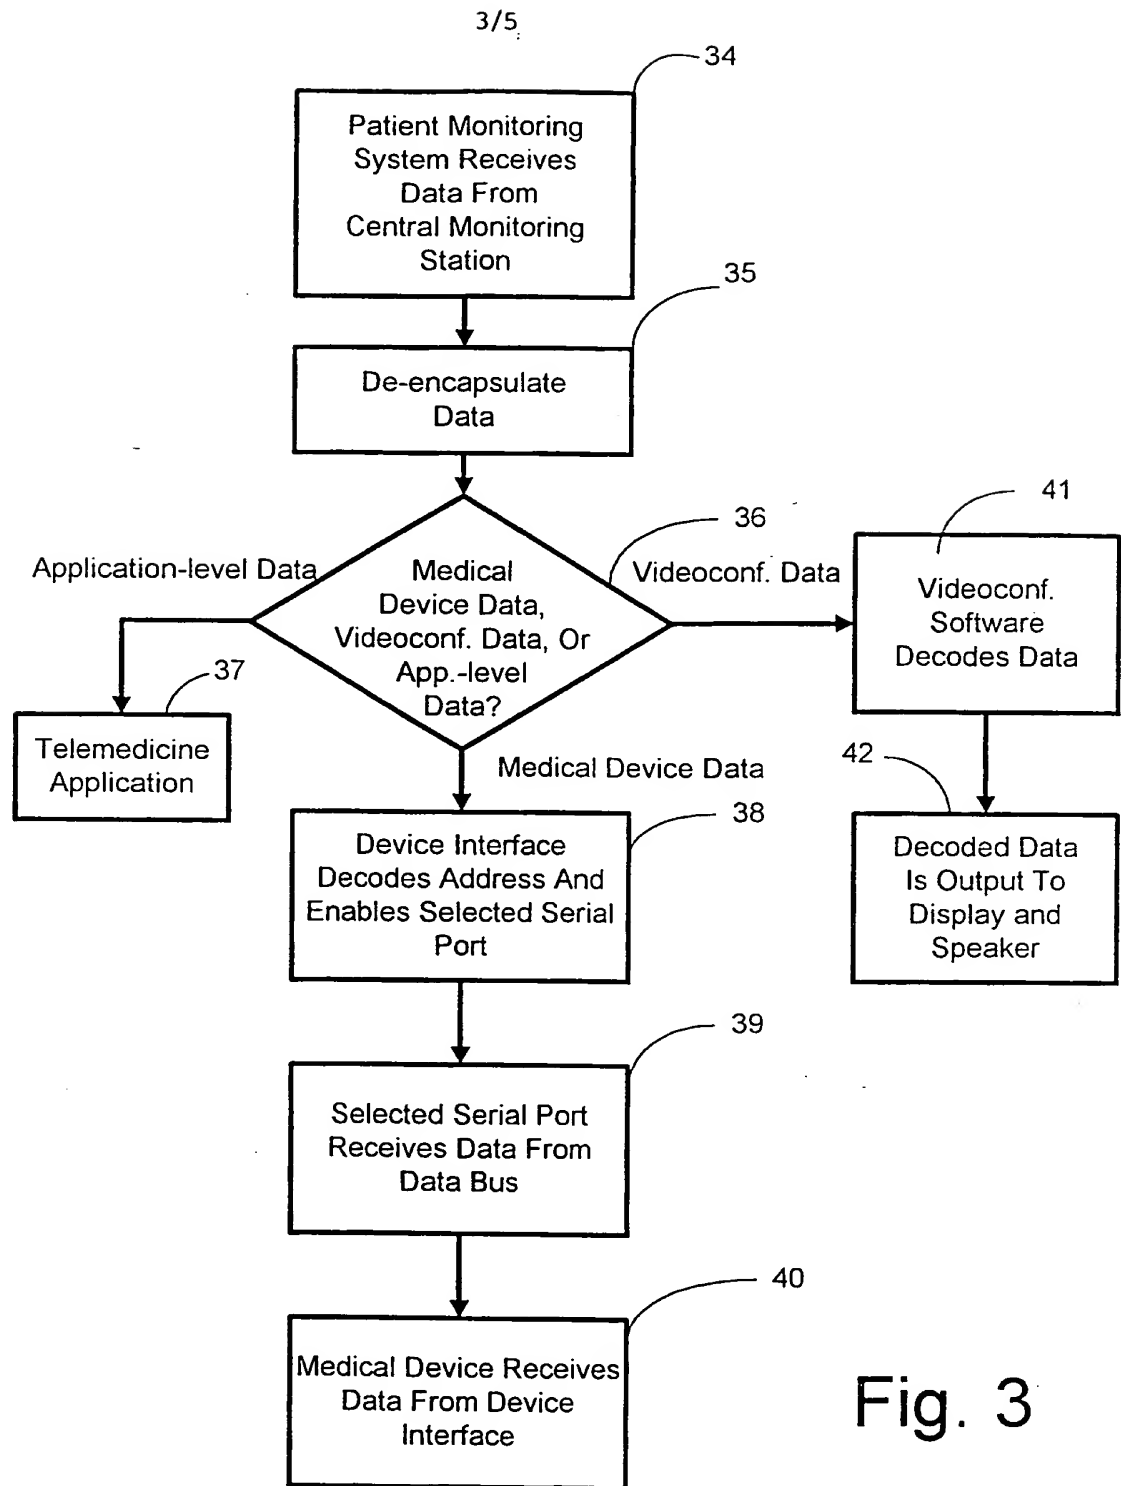 3/5
34
Patient Monitoring
System Receives
Data From
Central Monitoring
Station
35
De-encapsulate
Data
36
Application-level Data
Medical
Device Data,
Videoconf. Data, Or
App.-level
Data?
Videoconf. Data
41
Videoconf.
Software
Decodes Data
37
Telemedicine
Application
Medical Device Data
42
Decoded Data
Is Output To
Display and
Speaker
38
Device Interface
Decodes Address And
Enables Selected Serial
Port
39
Selected Serial Port
Receives Data From
Data Bus
40
Medical Device Receives
Data From Device
Interface
Fig. 3